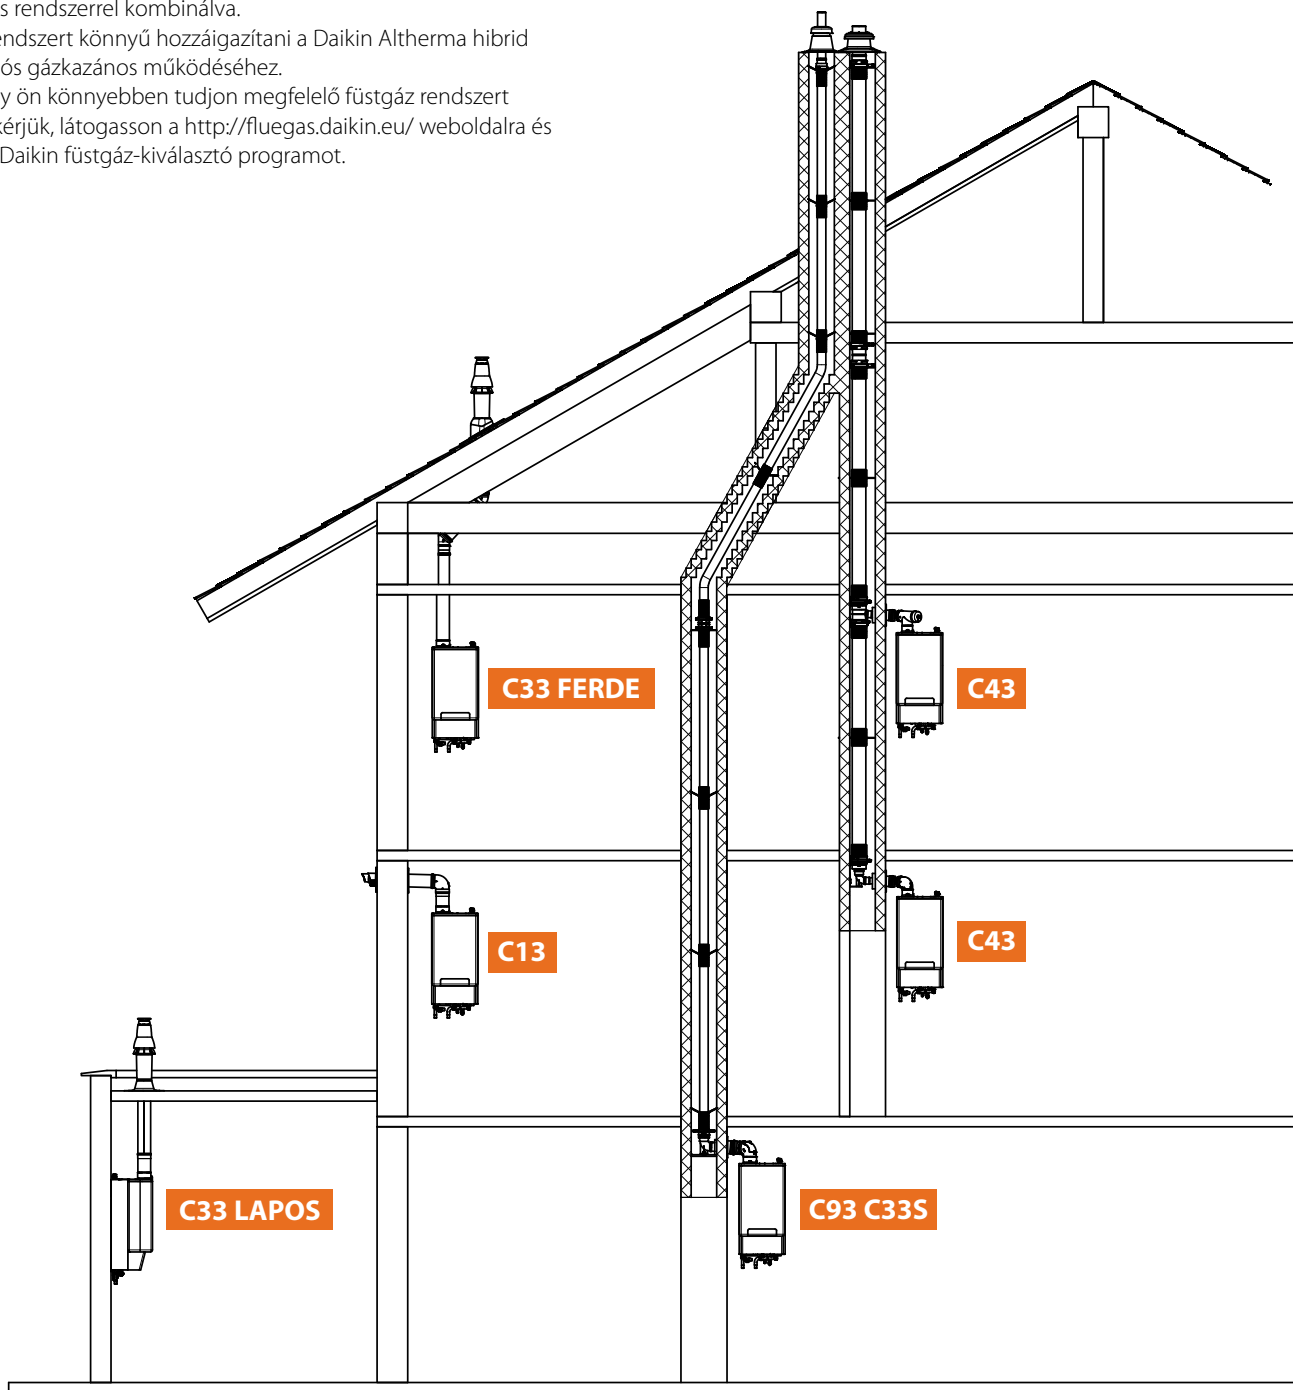 s rendszerrel kombinálva.
endszert könnyű hozzáigazítani a Daikin Altherma hibrid
ós gázkazános működéséhez.
y ön könnyebben tudjon megfelelő füstgáz rendszert
kérjük, látogasson a http://fluegas.daikin.eu/ weboldalra és
Daikin füstgáz-kiválasztó programot.
C33 FERDE
C43
C13
C43
C33 LAPOS
C93 C33S